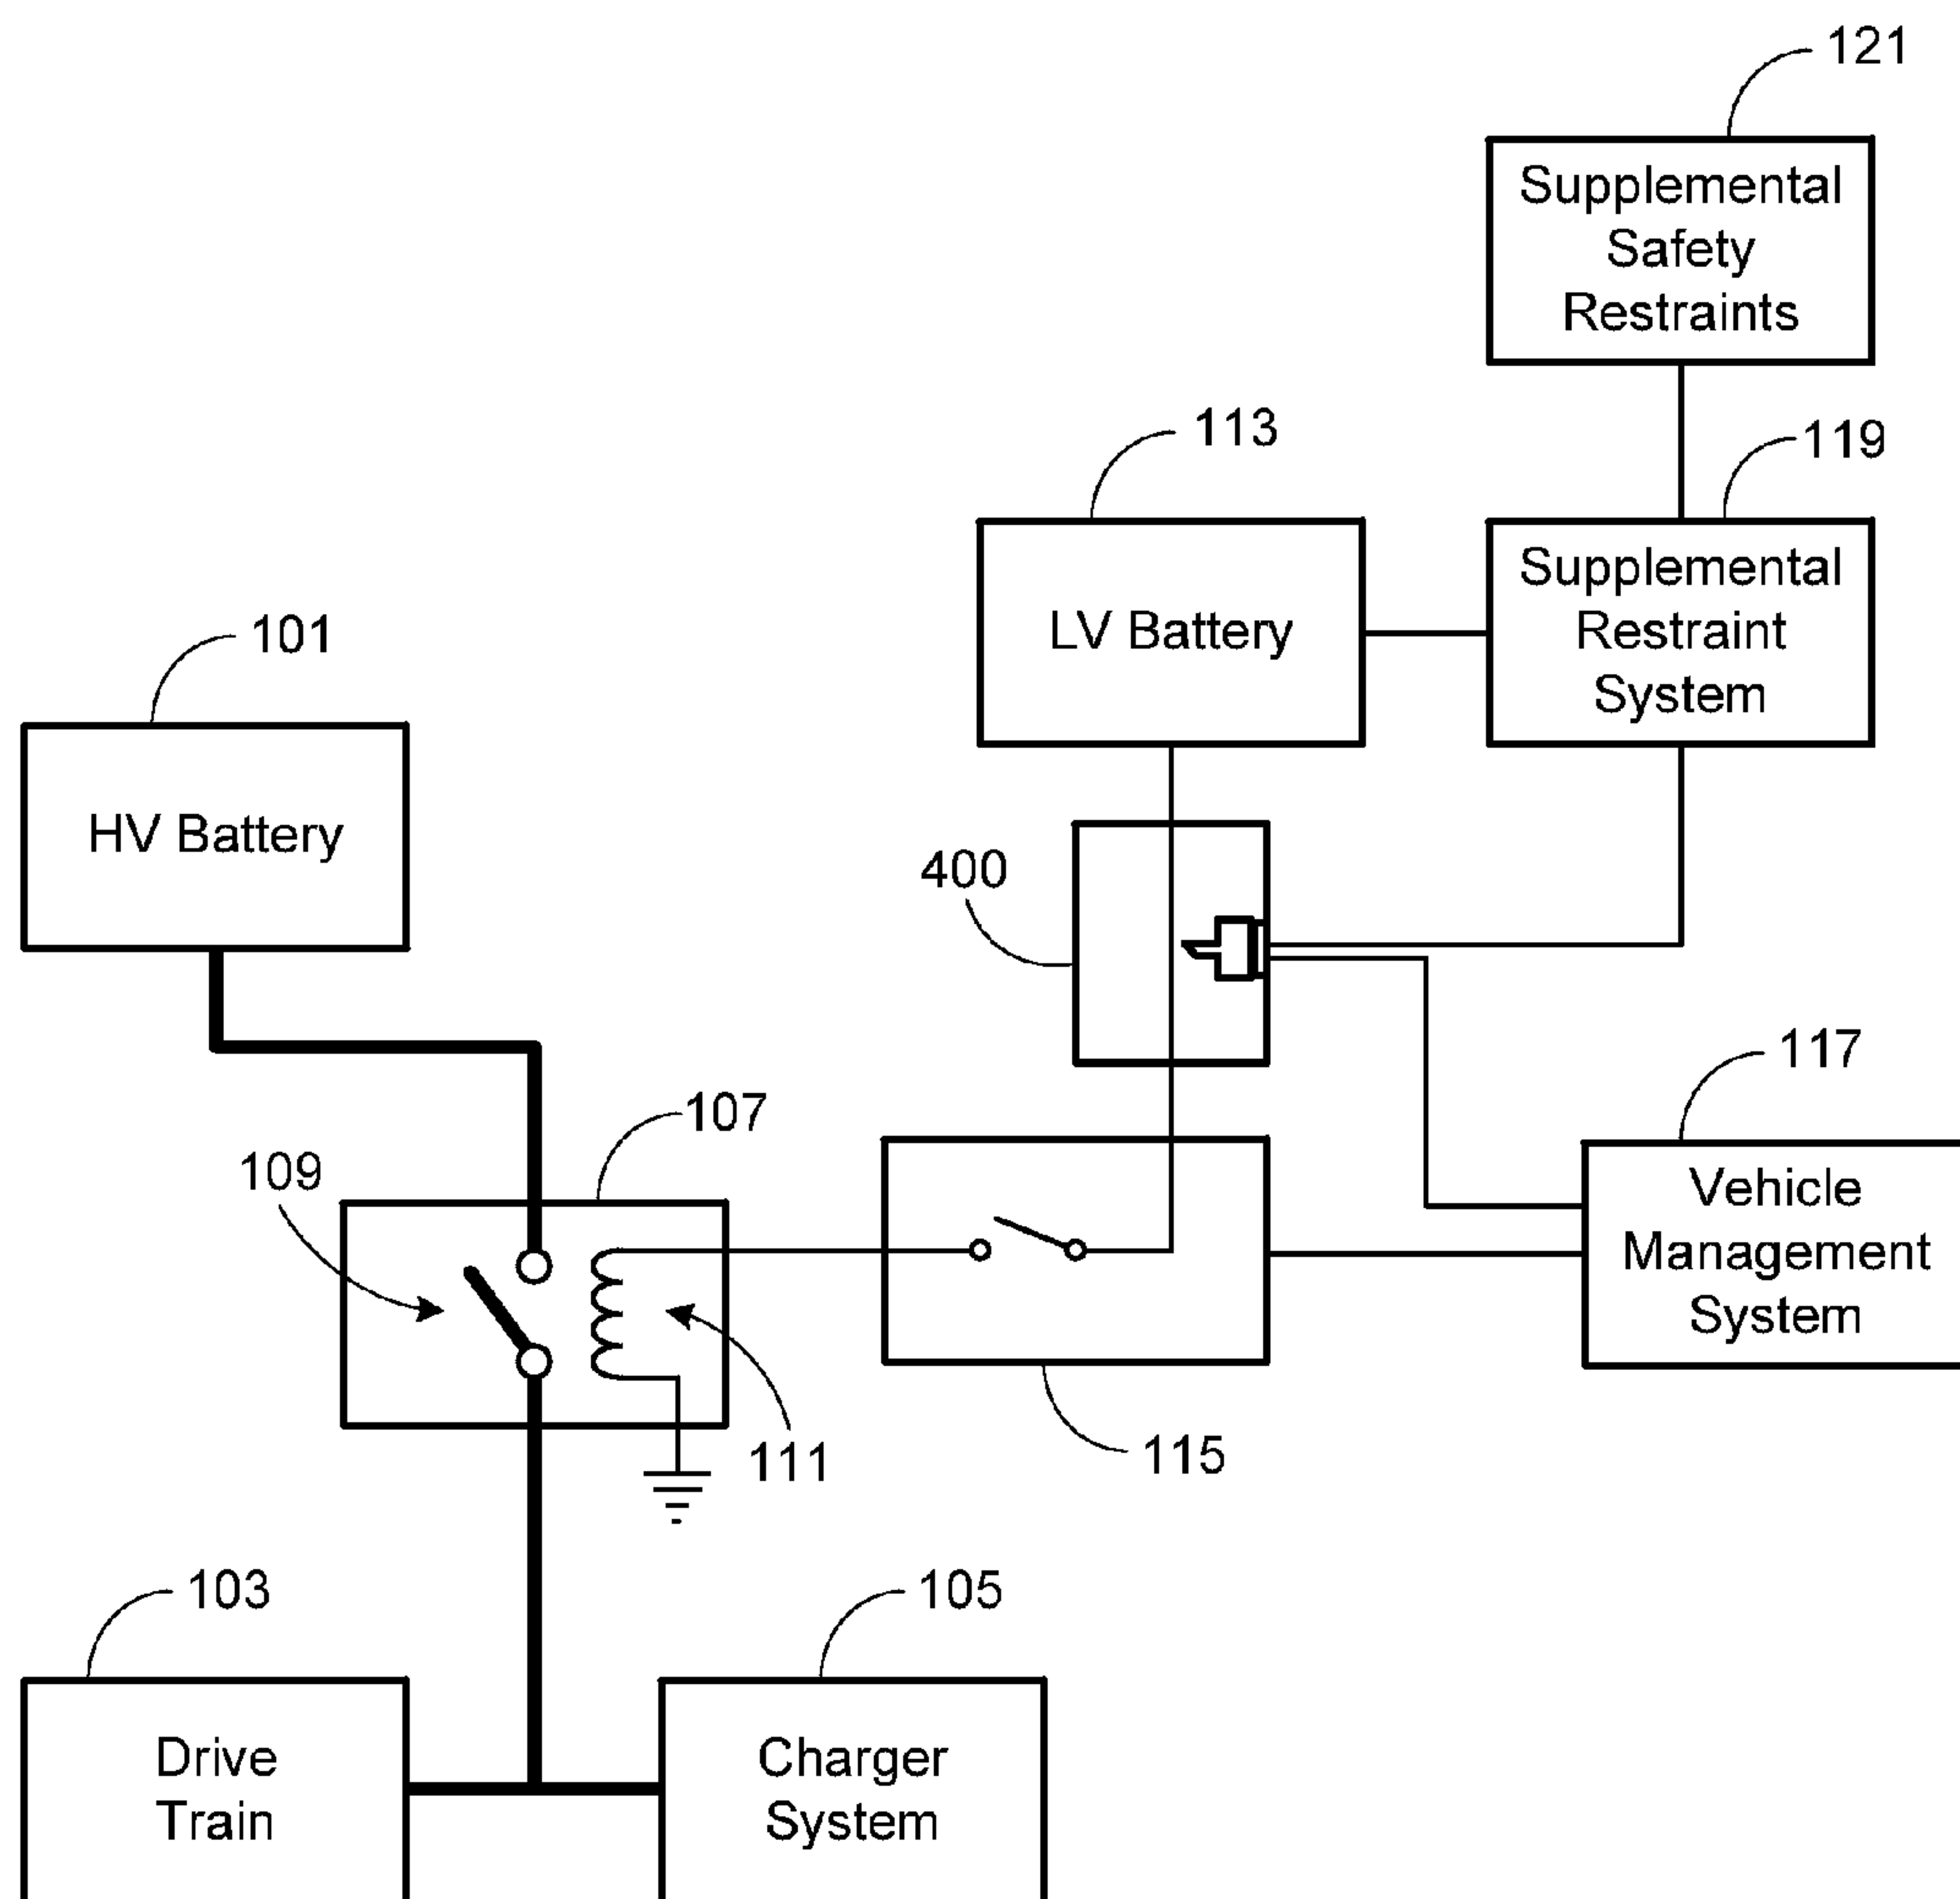 121
Supplemental
Safety
Restraints
113
119
LV Battery
Supplemental
Restraint
System
101
HV Battery
400
117
107
109
Vehicle
Management
System
111
115
103
105
Drive
Train
Charger
System